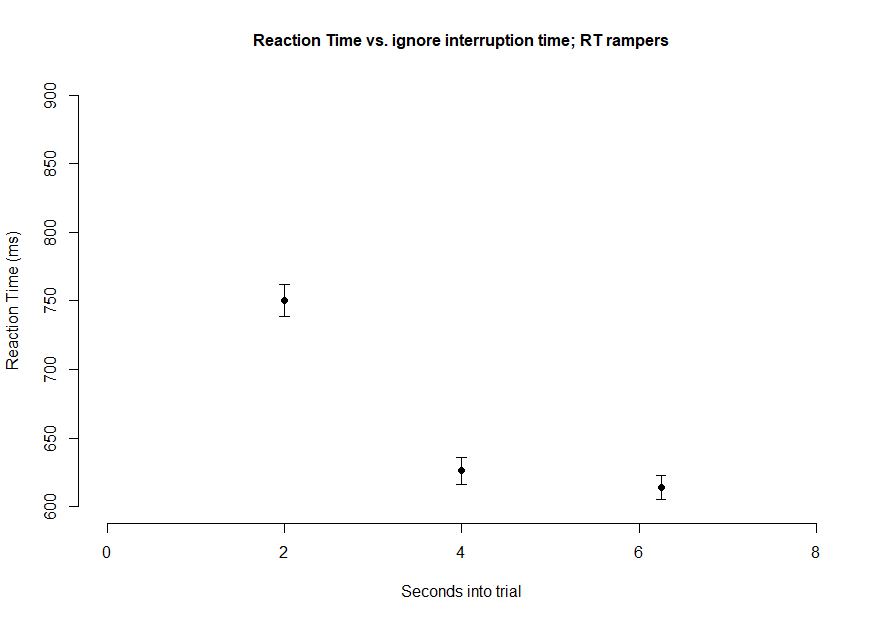 Reaction Time vs. ignore interruption time; RT rampers
900
850
800
750
700
650
600
Reaction Time (ms)
0 2 4 6 8
Seconds into trial